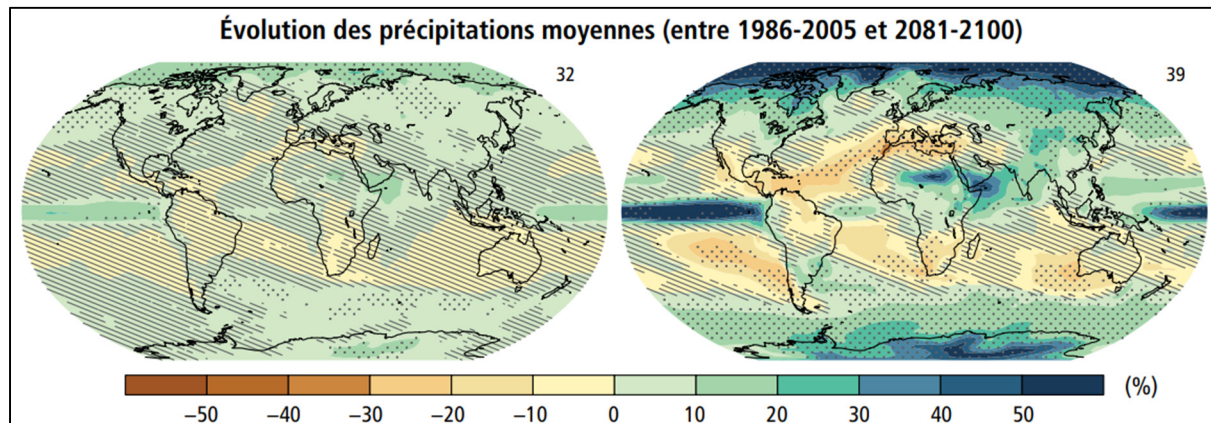 Évolution des précipitations moyennes (entre 1986-2005 et 2081-2100)
32
39
(%)
−50 −40 −30 −20 −10 0 10 20 30 40 50